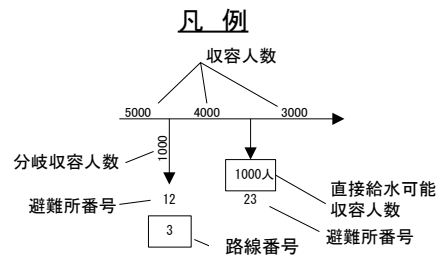 凡 例
収容人数
5000 4000 3000
1000
分岐収容人数
1000人
直接給水可能
収容人数
避難所番号
12
23
避難所番号
3
路線番号